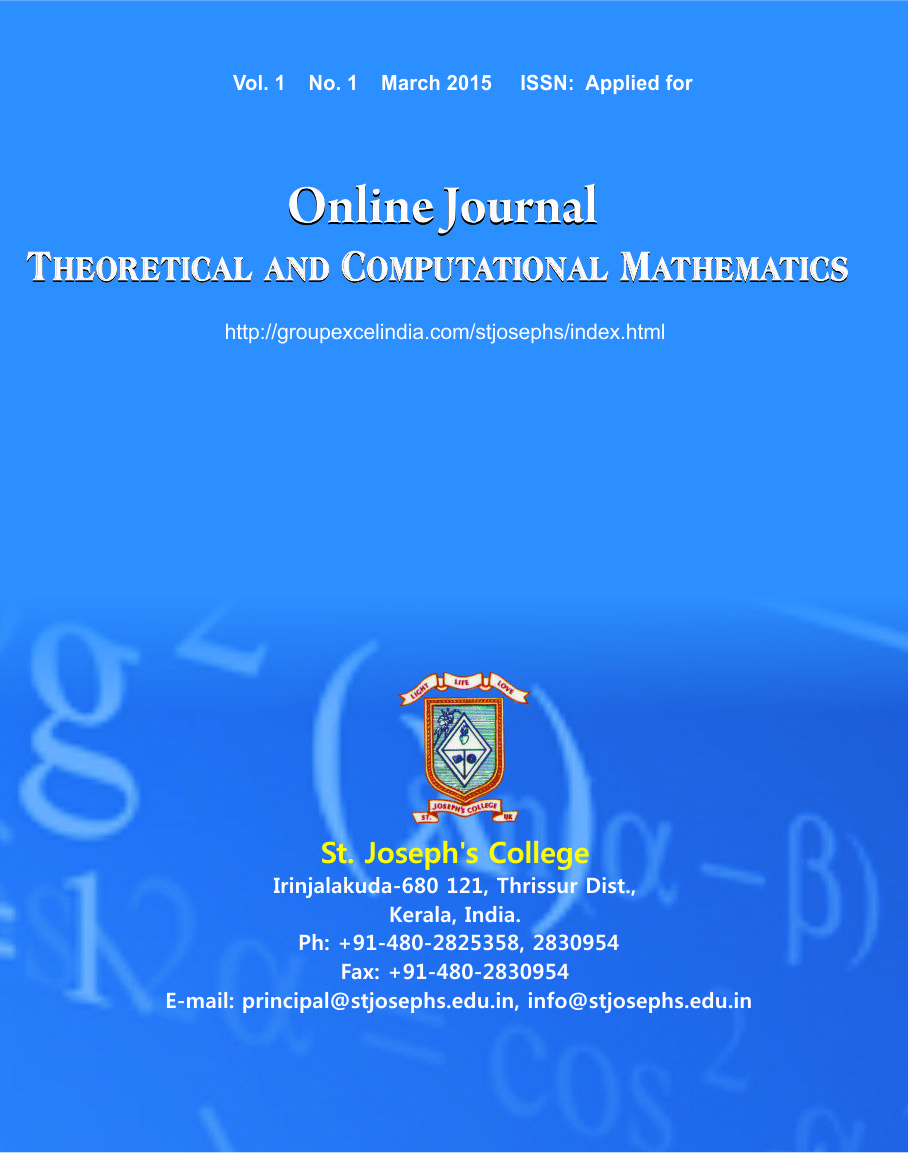 Vol. 1 No. 1 March 2015 ISSN: Applied for
Online Journal
THEORETICAL AND COMPUTATIONAL MATHEMATICS
http://groupexcelindia.com/stjosephs/index.html
LIGHT LIFE LOVE
ST. JOSEPH'S COLLEGE IJK
St. Joseph's College
Irinjalakuda-680 121, Thrissur Dist.,
Kerala, India.
Ph: +91-480-2825358, 2830954
Fax: +91-480-2830954
E-mail: principal@stjosephs.edu.in, info@stjosephs.edu.in